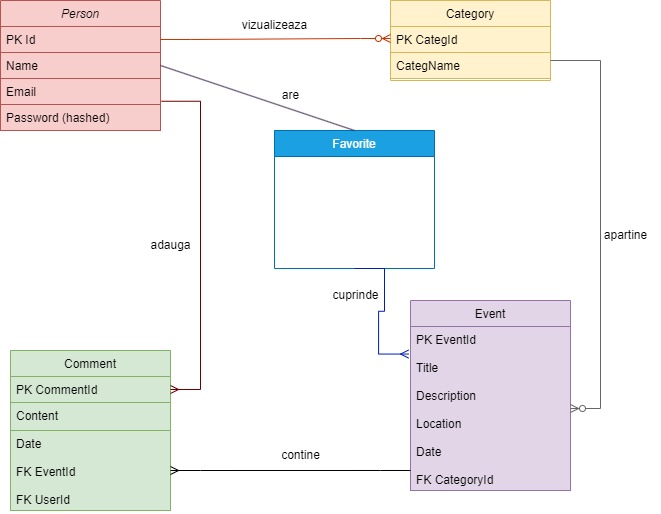 Person
PK Id
Name
Email
Password (hashed)
vizualizeaza
Category
PK CategId
CategName
are
Favorite
adauga
apartine
cuprinde
Event
PK EventId
Title
Description
Location
Date
FK CategoryId
Comment
PK CommentId
Content
Date
FK EventId
FK UserId
contine